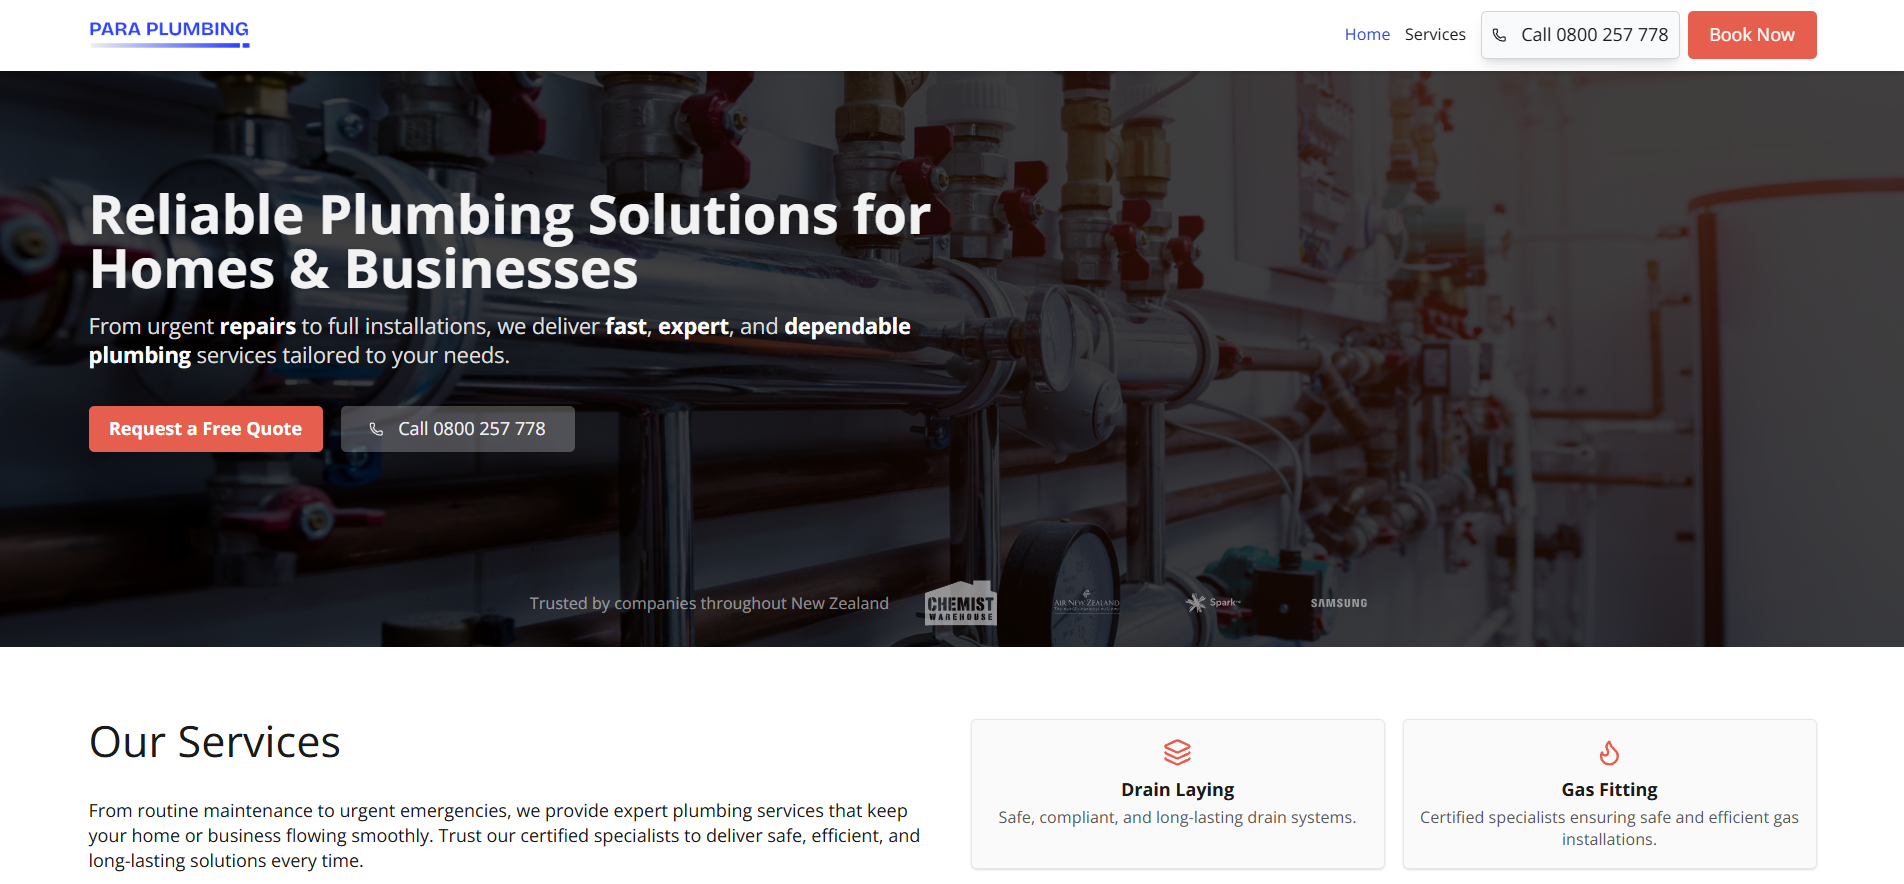 PARA PLUMBING
Home
Services
Call 0800 257 778
Book Now
Reliable Plumbing Solutions for
Homes & Businesses
From urgent repairs to full installations, we deliver fast, expert, and dependable
plumbing services tailored to your needs.
Request a Free Quote
Call 0800 257 778
Trusted by companies throughout New Zealand
CHEMIST
WAREHOUSE
AIR NEW ZEALAND
Spark
SAMSUNG
Our Services
From routine maintenance to urgent emergencies, we provide expert plumbing services that keep
your home or business flowing smoothly. Trust our certified specialists to deliver safe, efficient, and
long-lasting solutions every time.
Drain Laying
Safe, compliant, and long-lasting drain systems.
Gas Fitting
Certified specialists ensuring safe and efficient gas
installations.